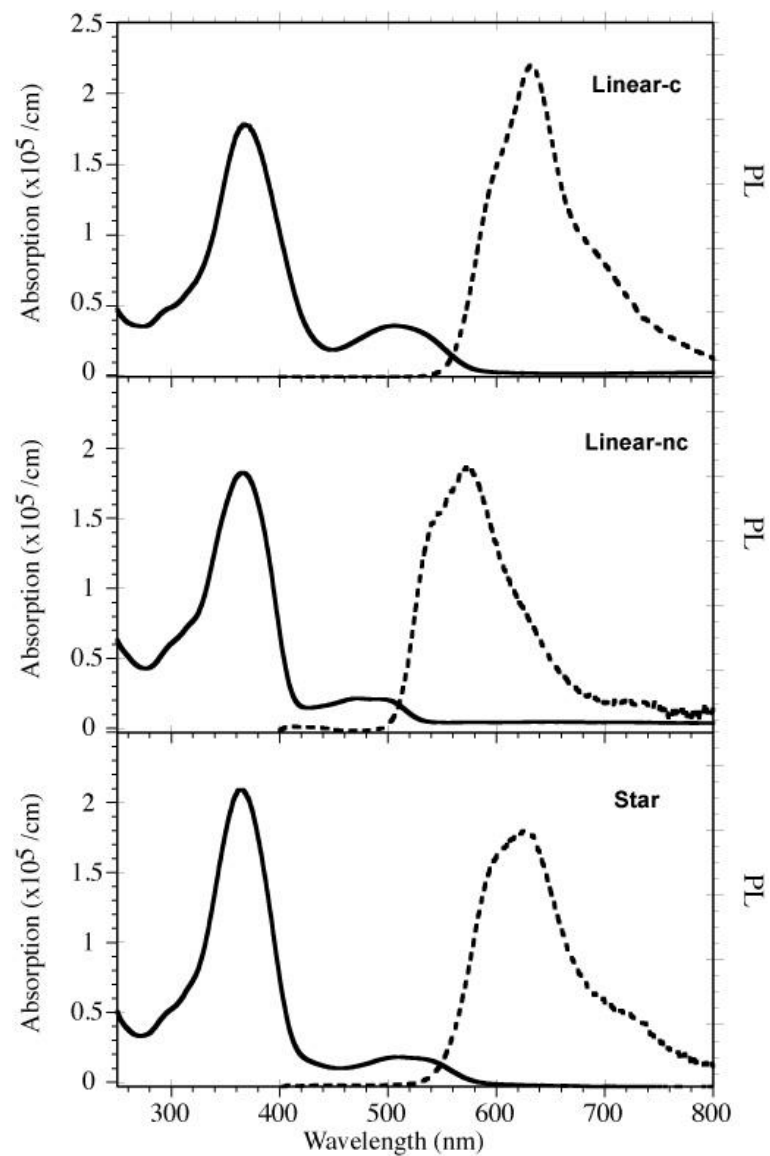 2.5
2
1.5
1
0.5
0
Absorption (x10⁵ /cm)
Linear-c
PL
2
1.5
1
0.5
0
Absorption (x10⁵ /cm)
Linear-nc
PL
2
1.5
1
0.5
0
Absorption (x10⁵ /cm)
Star
PL
300 400 500 600 700 800
Wavelength (nm)